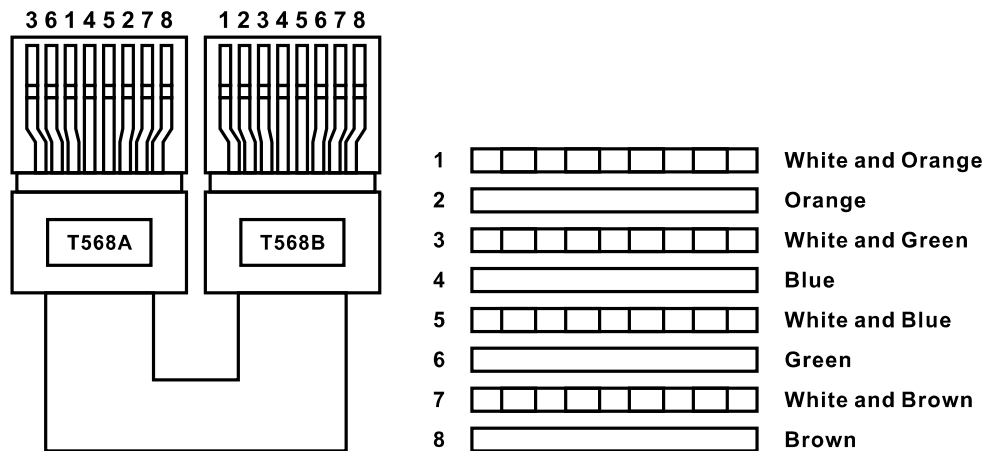 3 6 1 4 5 2 7 8
1 2 3 4 5 6 7 8
T568A
T568B
1 White and Orange
2 Orange
3 White and Green
4 Blue
5 White and Blue
6 Green
7 White and Brown
8 Brown